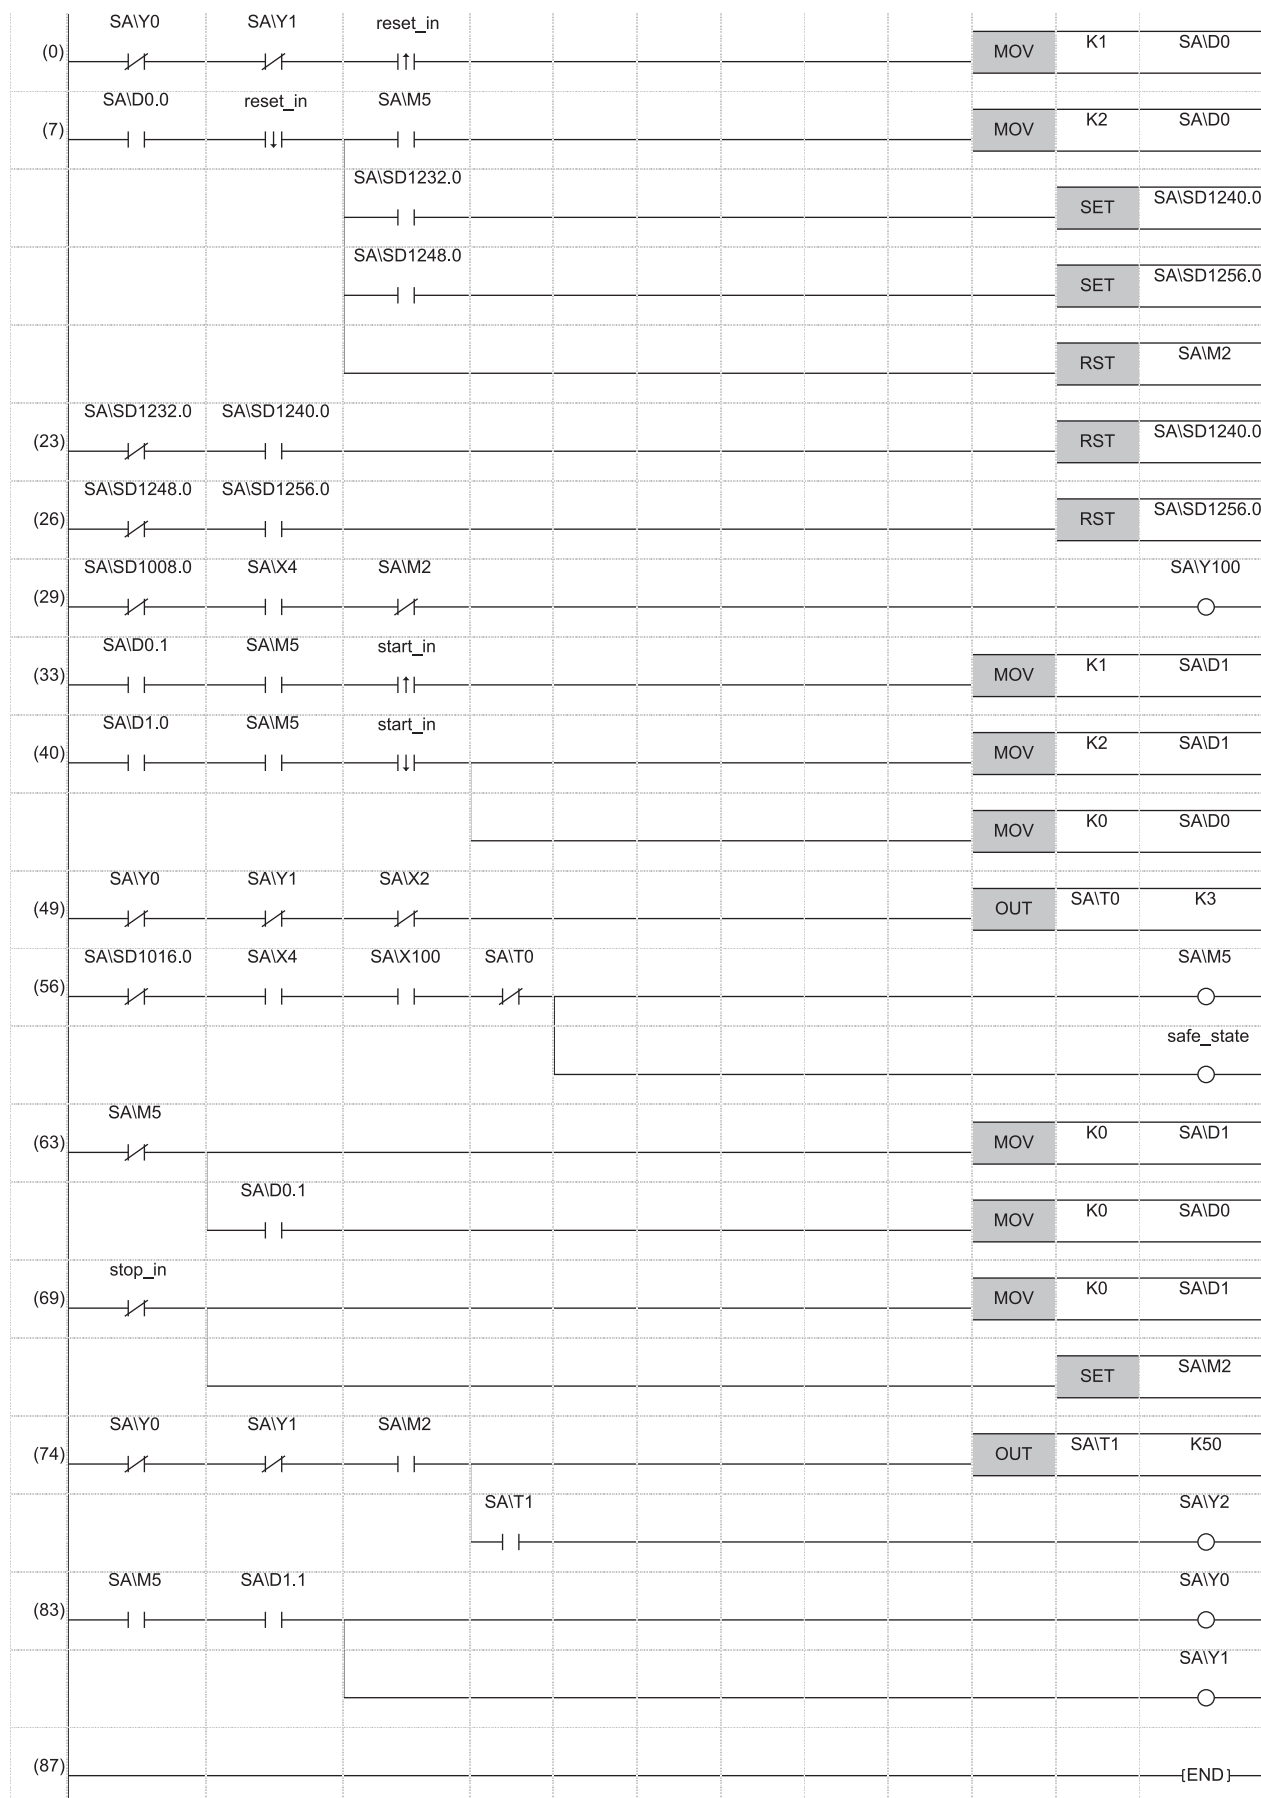 SA\Y0 SA\Y1 reset_in
(0) MOV K1 SA\D0
SA\D0.0 reset_in SA\M5
(7) MOV K2 SA\D0
SA\SD1232.0
SET SA\SD1240.0
SA\SD1248.0
SET SA\SD1256.0
RST SA\M2
SA\SD1232.0 SA\SD1240.0
(23) RST SA\SD1240.0
SA\SD1248.0 SA\SD1256.0
(26) RST SA\SD1256.0
SA\SD1008.0 SA\X4 SA\M2 SA\Y100
(29)
SA\D0.1 SA\M5 start_in
(33) MOV K1 SA\D1
SA\D1.0 SA\M5 start_in
(40) MOV K2 SA\D1
MOV K0 SA\D0
SA\Y0 SA\Y1 SA\X2
(49) OUT SA\T0 K3
SA\SD1016.0 SA\X4 SA\X100 SA\T0 SA\M5
(56)
safe_state
SA\M5
(63) MOV K0 SA\D1
SA\D0.1
MOV K0 SA\D0
stop_in
(69) MOV K0 SA\D1
SET SA\M2
SA\Y0 SA\Y1 SA\M2
(74) OUT SA\T1 K50
SA\T1 SA\Y2
SA\M5 SA\D1.1 SA\Y0
(83)
SA\Y1
(87) [END]